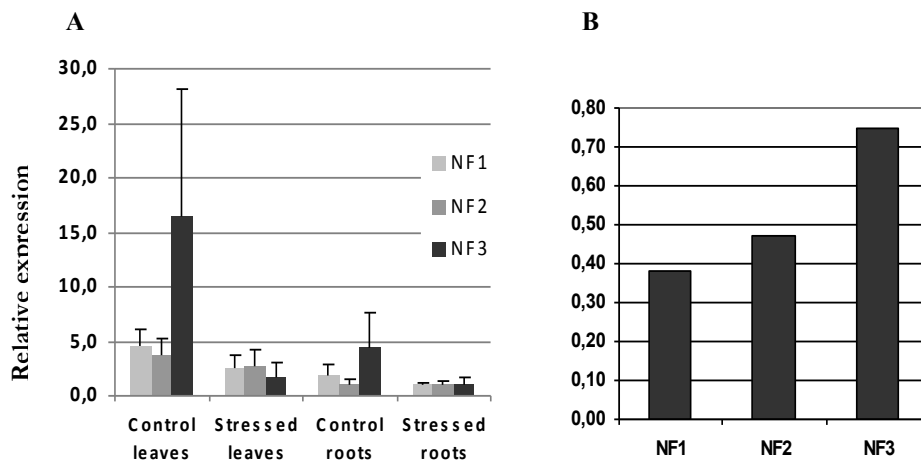 A
Relative expression
30,0
25,0
20,0
15,0
10,0
5,0
0,0
NF1
NF2
NF3
Control leaves
Stressed leaves
Control roots
Stressed roots
B
0,80
0,70
0,60
0,50
0,40
0,30
0,20
0,10
0,00
NF1
NF2
NF3